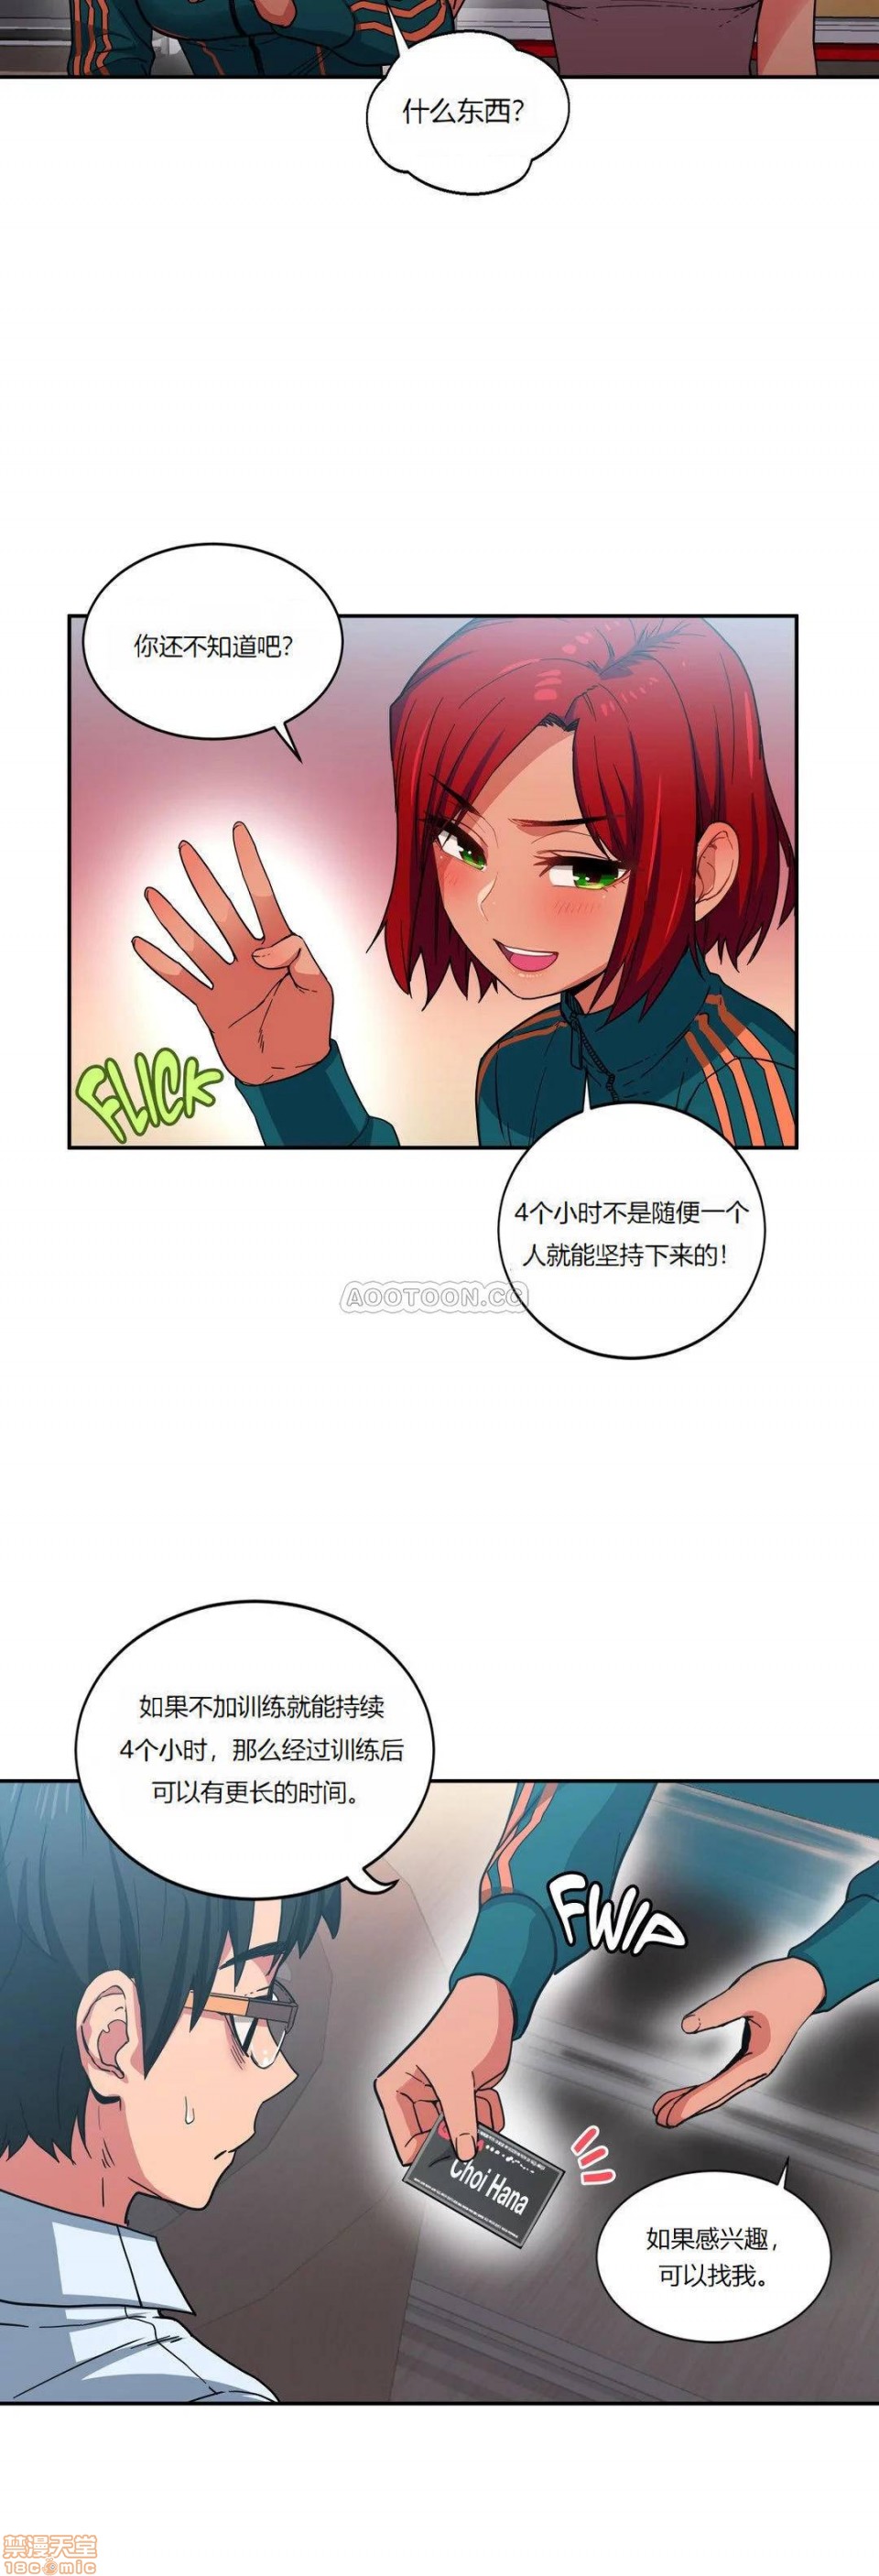 什么东西？
你还不知道吧？
FLICK
4个小时不是随便一个
人就能坚持下来的！
AOOTOON.CC
如果不加训练就能持续
4个小时，那么经过训练后
可以有更长的时间。
FWIP
Choi Hana
如果感兴趣，
可以找我。
禁漫天堂
18comic